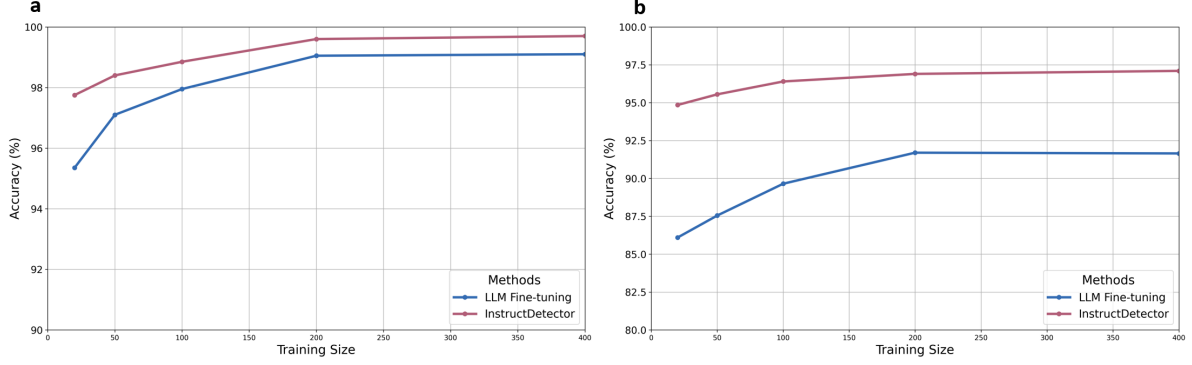 a
100
98
96
94
92
90
Accuracy (%)
0 50 100 150 200 250 300 350 400
Training Size
Methods
LLM Fine-tuning
InstructDetector
b
100.0
97.5
95.0
92.5
90.0
87.5
85.0
82.5
80.0
Accuracy (%)
0 50 100 150 200 250 300 350 400
Training Size
Methods
LLM Fine-tuning
InstructDetector